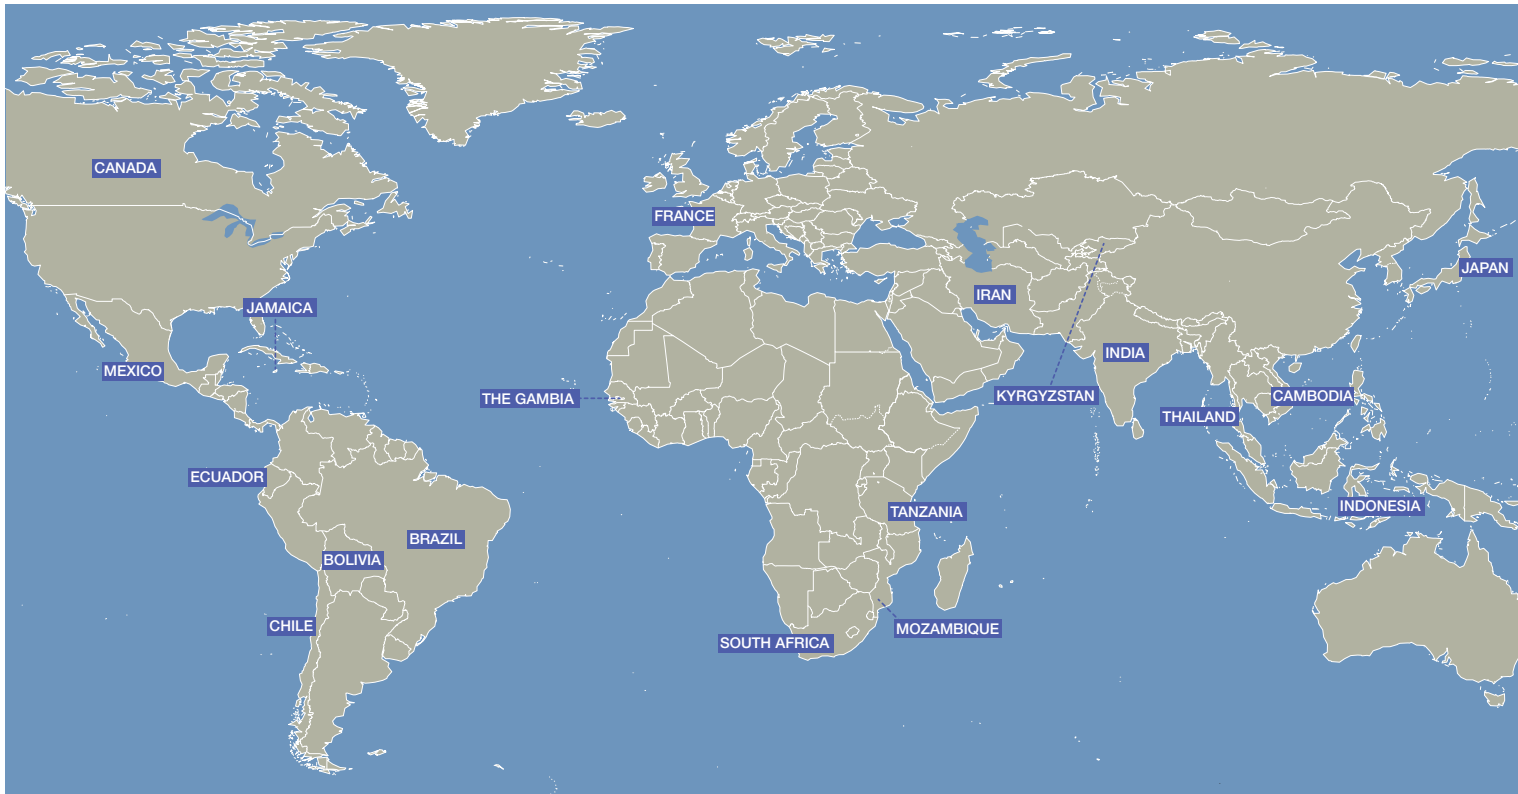 CANADA
FRANCE
JAPAN
IRAN
JAMAICA
INDIA
MEXICO
KYRGYZSTAN
CAMBODIA
THE GAMBIA
THAILAND
ECUADOR
INDONESIA
TANZANIA
BRAZIL
BOLIVIA
CHILE
MOZAMBIQUE
SOUTH AFRICA